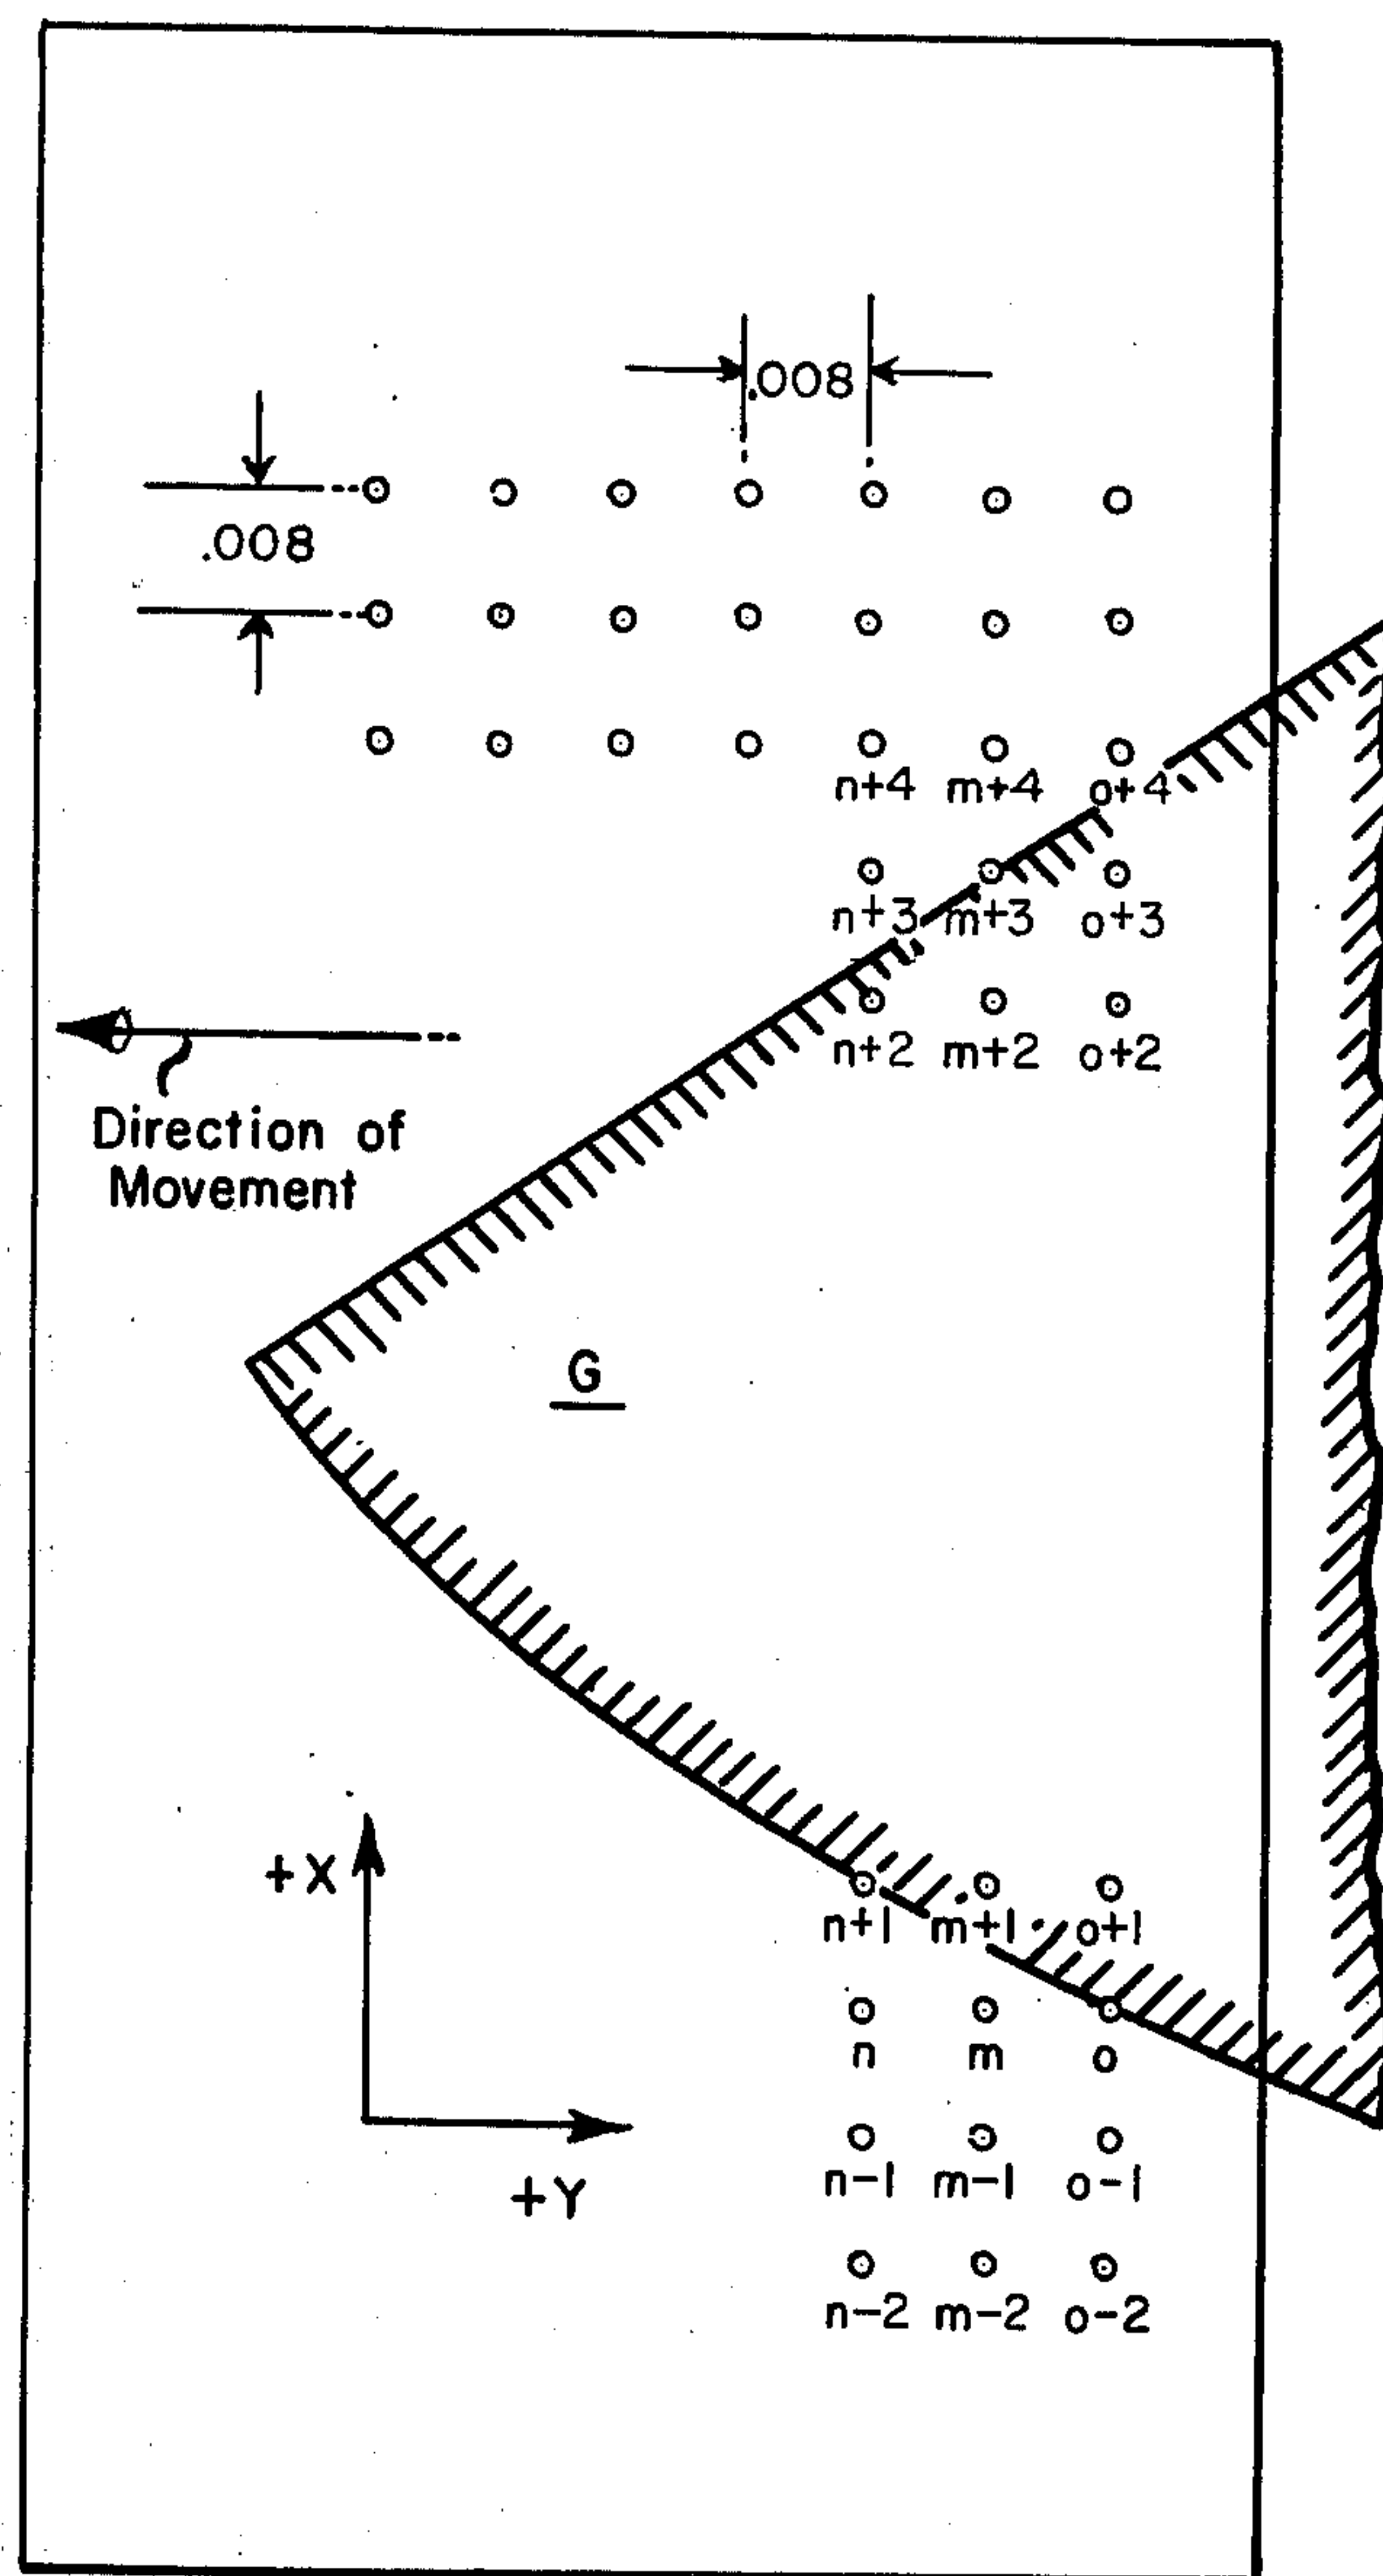 .008
.008
n+4 m+4 o+4
n+3 m+3 o+3
n+2 m+2 o+2
Direction of
Movement
G
+X
n+1 m+1 o+1
n m o
n-1 m-1 o-1
+Y
n-2 m-2 o-2